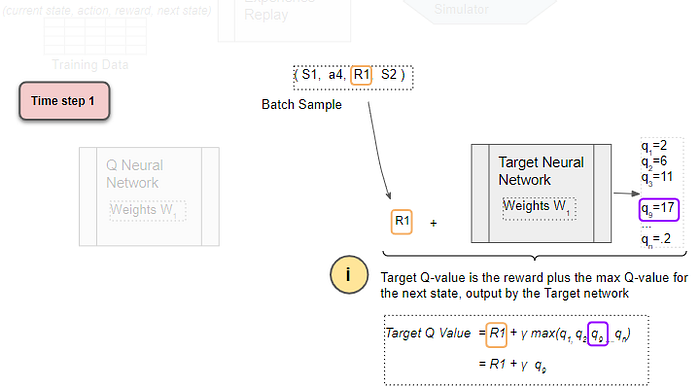 (current state, action, reward, next state)
Experience
Replay
Simulator
Training Data
( S1, a4, R1 S2 )
Time step 1
Batch Sample
Q Neural
Network
Weights W1
Target Neural
Network
Weights W1
q1=2
q2=6
q3=11
q9=17
...
qn=.2
R1 +
i
Target Q-value is the reward plus the max Q-value for
the next state, output by the Target network
Target Q Value = R1 + γ max(q1, q2 q9 ... qn)
= R1 + γ q9